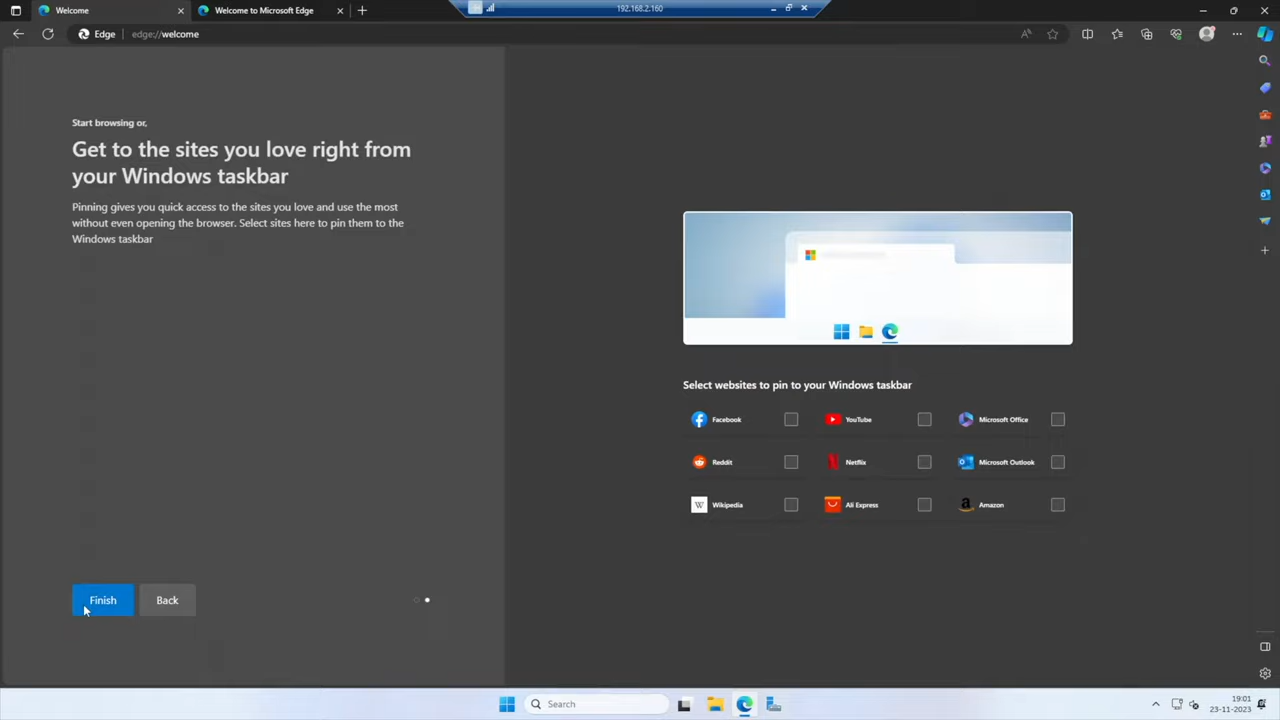 Welcome
Welcome to Microsoft Edge
192.168.2.160
Edge
edge://welcome
Start browsing or,
Get to the sites you love right from
your Windows taskbar
Pinning gives you quick access to the sites you love and use the most
without even opening the browser. Select sites here to pin them to the
Windows taskbar
Select websites to pin to your Windows taskbar
Facebook
YouTube
Microsoft Office
Reddit
Netflix
Microsoft Outlook
Wikipedia
Ali Express
Amazon
Finish
Back
Search
19:01
23-11-2023